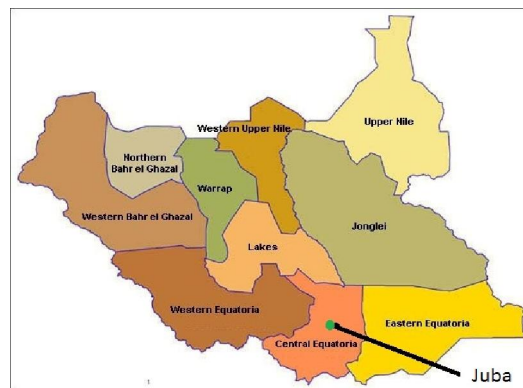 Upper Nile
Western Upper Nile
Northern
Bahr el Ghazal
Warrap
Western Bahr el Ghazal
Jonglei
Lakes
Western Equatoria
Eastern Equatoria
Central Equatoria
Juba
1